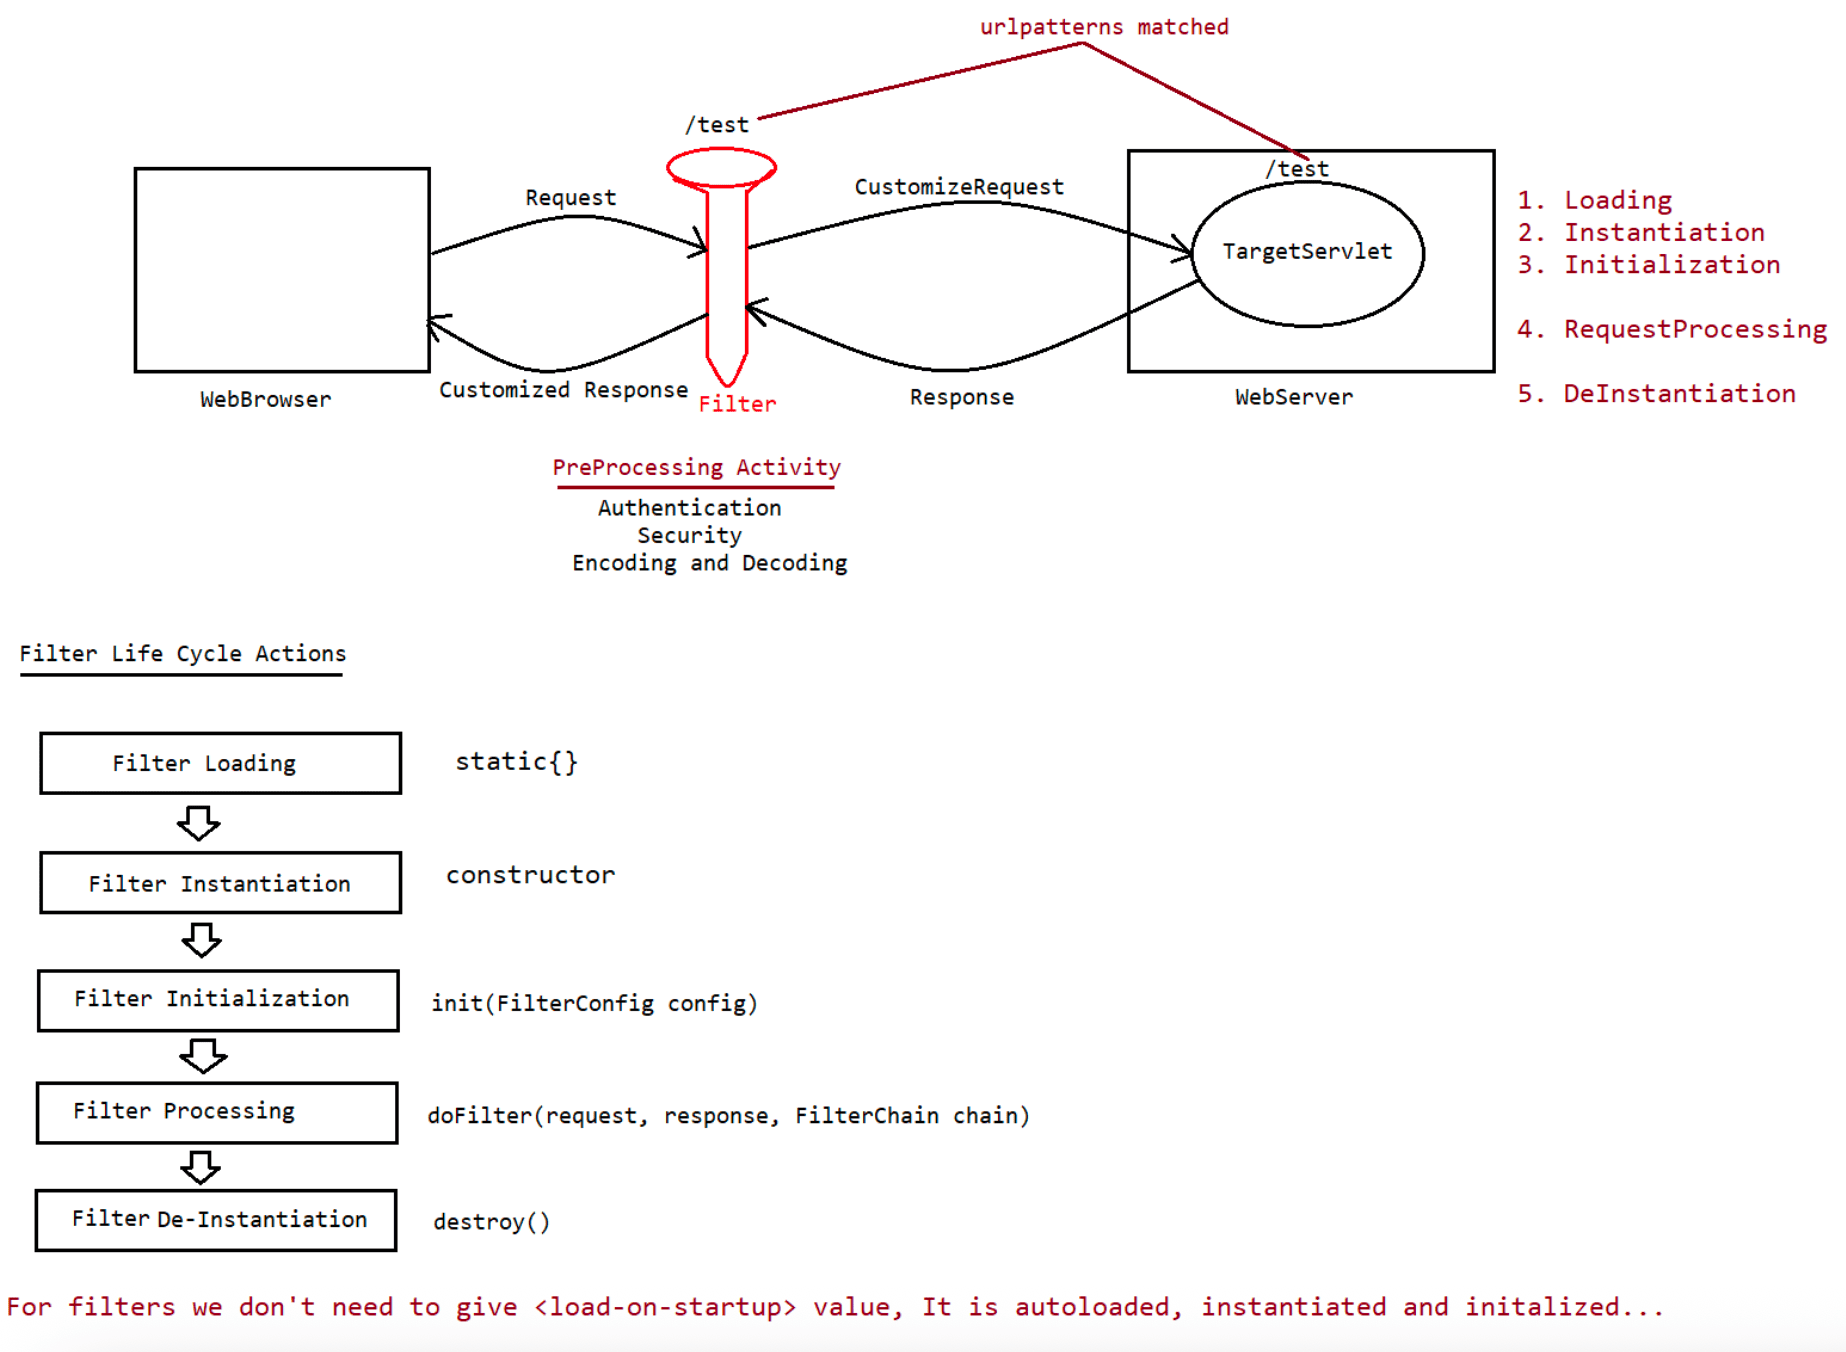 urlpatterns matched
/test
/test
Request
CustomizeRequest
TargetServlet
1. Loading
2. Instantiation
3. Initialization
4. RequestProcessing
5. DeInstantiation
WebBrowser
Customized Response
Filter
Response
WebServer
PreProcessing Activity
Authentication
Security
Encoding and Decoding
Filter Life Cycle Actions
Filter Loading
static{}
Filter Instantiation
constructor
Filter Initialization
init(FilterConfig config)
Filter Processing
doFilter(request, response, FilterChain chain)
Filter De-Instantiation
destroy()
For filters we don't need to give <load-on-startup> value, It is autoloaded, instantiated and initalized...